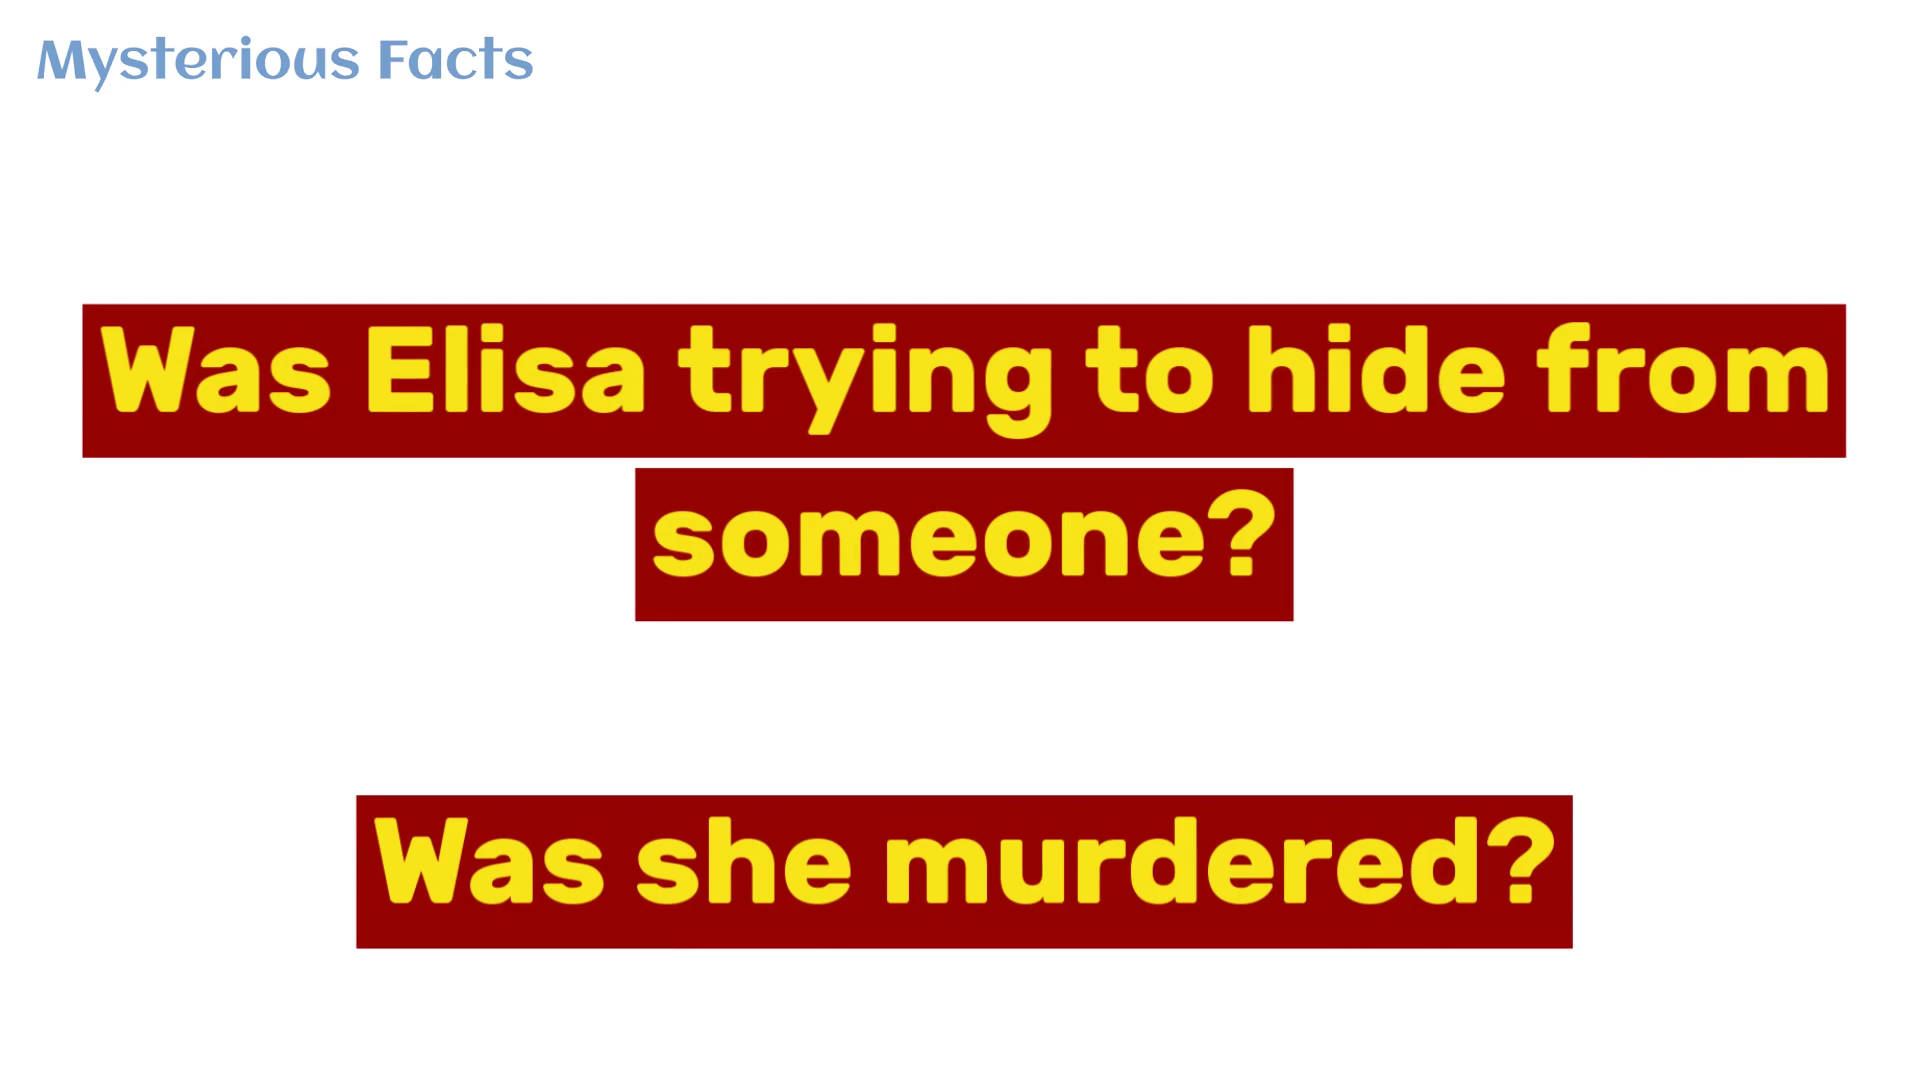 Mysterious Facts
Was Elisa trying to hide from
someone?
Was she murdered?